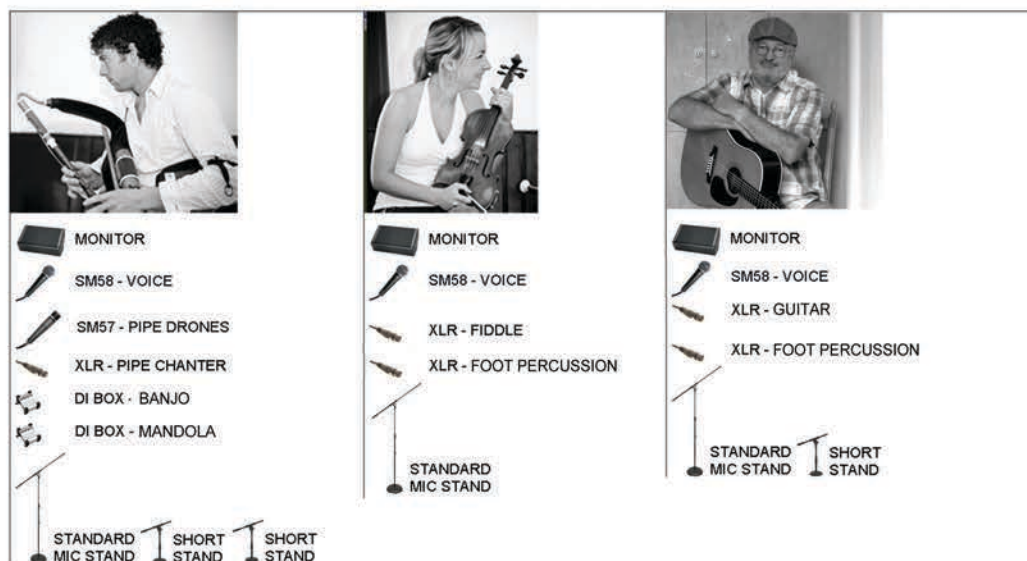 MONITOR
SM58 - VOICE
SM57 - PIPE DRONES
XLR - PIPE CHANTER
DI BOX - BANJO
DI BOX - MANDOLA
STANDARD
MIC STAND
SHORT
STAND
SHORT
STAND
MONITOR
SM58 - VOICE
XLR - FIDDLE
XLR - FOOT PERCUSSION
STANDARD
MIC STAND
MONITOR
SM58 - VOICE
XLR - GUITAR
XLR - FOOT PERCUSSION
STANDARD
MIC STAND
SHORT
STAND